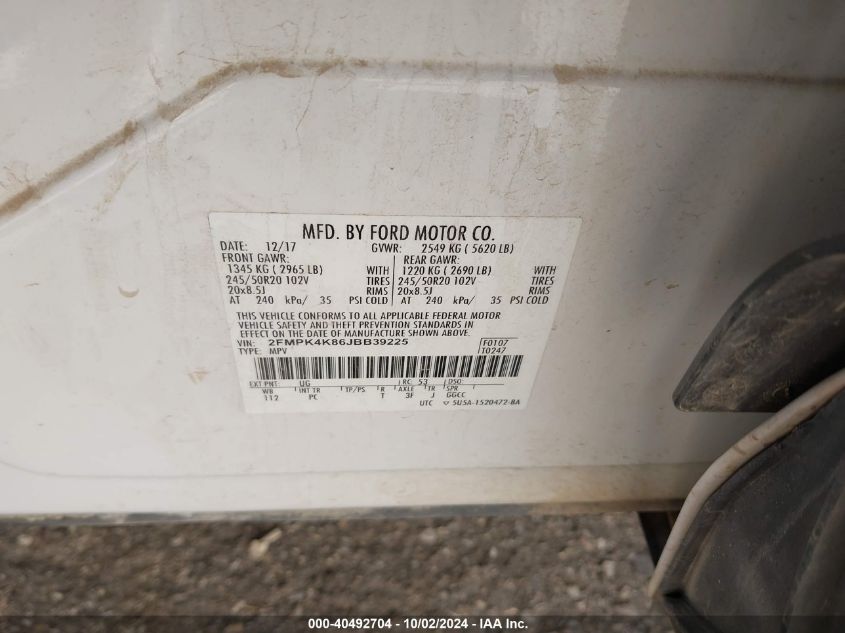 MFD. BY FORD MOTOR CO.
DATE: 12/17 GVWR: 2549 KG ( 5620 LB)
FRONT GAWR: REAR GAWR:
1345 KG ( 2965 LB) WITH 1220 KG ( 2690 LB) WITH
245/50R20 102V TIRES 245/50R20 102V TIRES
20x8.5J RIMS 20x8.5J RIMS
AT 240 kPa/ 35 PSI COLD AT 240 kPa/ 35 PSI COLD
THIS VEHICLE CONFORMS TO ALL APPLICABLE FEDERAL MOTOR
VEHICLE SAFETY AND THEFT PREVENTION STANDARDS IN
EFFECT ON THE DATE OF MANUFACTURE SHOWN ABOVE.
VIN: 2FMPK4K86JBB39225 F0107
TYPE: MPV T0247
EXT PNT: UG RC: 53 DSO:
WB INT TR TP/PS R AXLE TR SPR
112 PC T 3F J GGCC
UTC 5U5A-1520472-BA
000-40492704 - 10/02/2024 - IAA Inc.